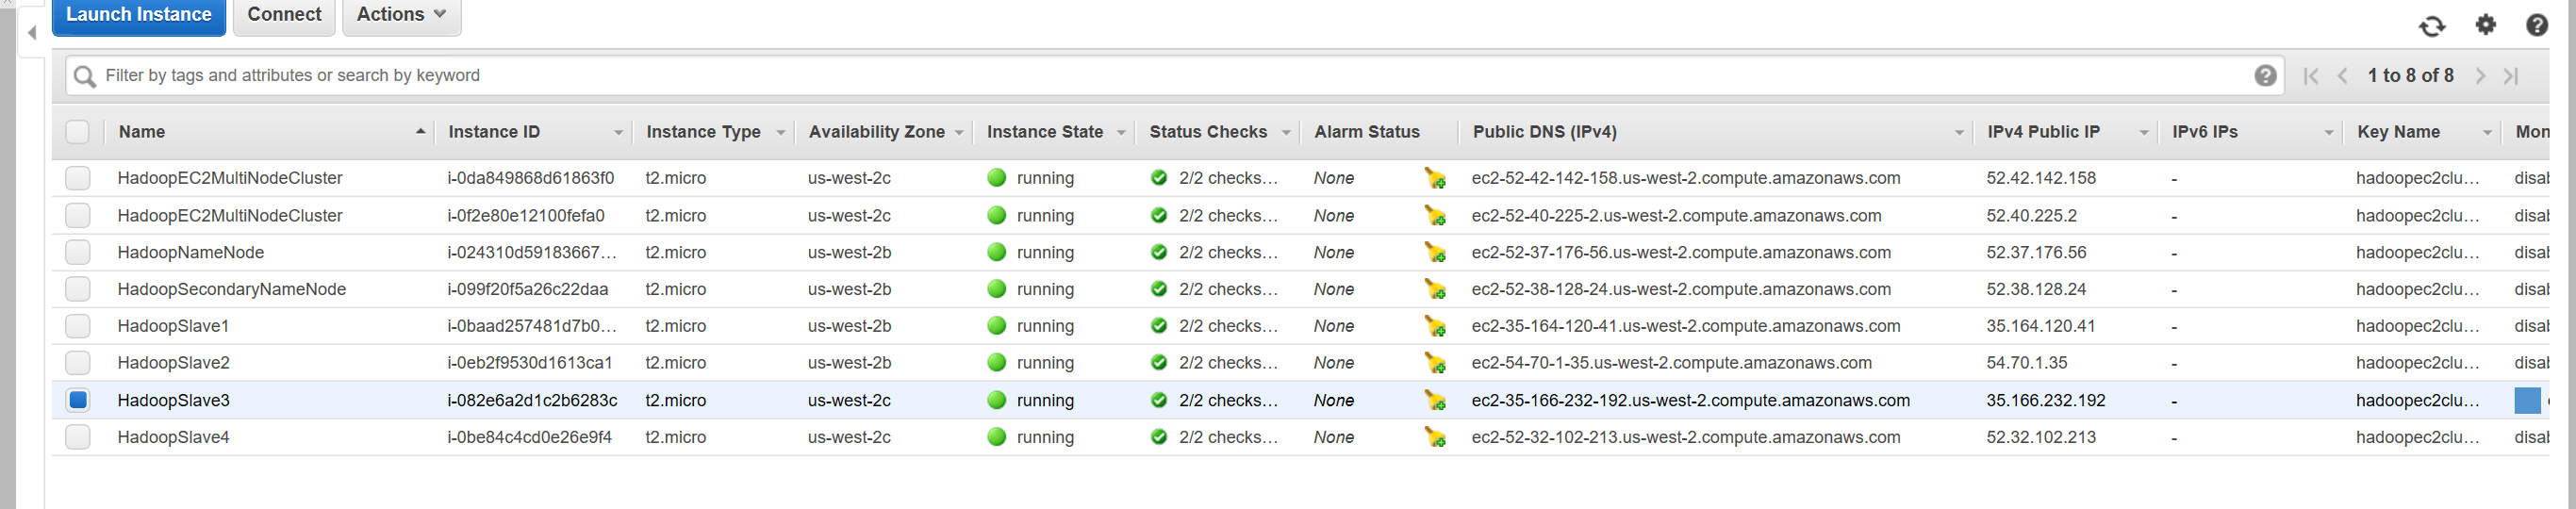 Launch Instance Connect Actions
Filter by tags and attributes or search by keyword 1 to 8 of 8
Name Instance ID Instance Type Availability Zone Instance State Status Checks Alarm Status Public DNS (IPv4) IPv4 Public IP IPv6 IPs Key Name Mon
HadoopEC2MultiNodeCluster i-0da849868d61863f0 t2.micro us-west-2c running 2/2 checks… None ec2-52-42-142-158.us-west-2.compute.amazonaws.com 52.42.142.158 - hadoopec2clu… disab
HadoopEC2MultiNodeCluster i-0f2e80e12100fefa0 t2.micro us-west-2c running 2/2 checks… None ec2-52-40-225-2.us-west-2.compute.amazonaws.com 52.40.225.2 - hadoopec2clu… disab
HadoopNameNode i-024310d59183667… t2.micro us-west-2b running 2/2 checks… None ec2-52-37-176-56.us-west-2.compute.amazonaws.com 52.37.176.56 - hadoopec2clu… disab
HadoopSecondaryNameNode i-099f20f5a26c22daa t2.micro us-west-2b running 2/2 checks… None ec2-52-38-128-24.us-west-2.compute.amazonaws.com 52.38.128.24 - hadoopec2clu… disab
HadoopSlave1 i-0baad257481d7b0… t2.micro us-west-2b running 2/2 checks… None ec2-35-164-120-41.us-west-2.compute.amazonaws.com 35.164.120.41 - hadoopec2clu… disab
HadoopSlave2 i-0eb2f9530d1613ca1 t2.micro us-west-2b running 2/2 checks… None ec2-54-70-1-35.us-west-2.compute.amazonaws.com 54.70.1.35 - hadoopec2clu… disab
HadoopSlave3 i-082e6a2d1c2b6283c t2.micro us-west-2c running 2/2 checks… None ec2-35-166-232-192.us-west-2.compute.amazonaws.com 35.166.232.192 - hadoopec2clu…
HadoopSlave4 i-0be84c4cd0e26e9f4 t2.micro us-west-2c running 2/2 checks… None ec2-52-32-102-213.us-west-2.compute.amazonaws.com 52.32.102.213 - hadoopec2clu… disab